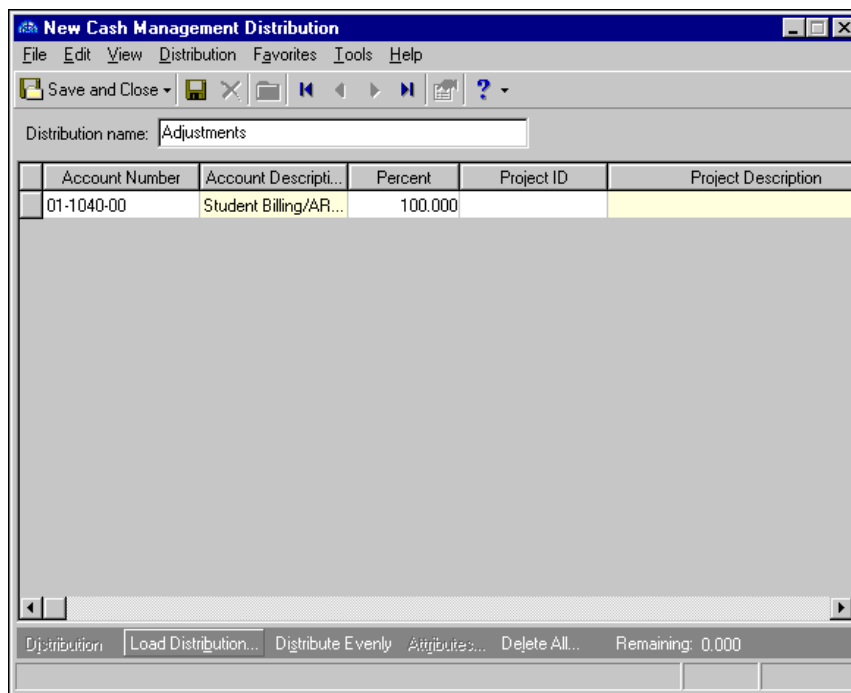 New Cash Management Distribution
File Edit View Distribution Favorites Tools Help
Save and Close ?
Distribution name: Adjustments
Account Number Account Descripti... Percent Project ID Project Description
01-1040-00 Student Billing/AR... 100.000
Distribution Load Distribution... Distribute Evenly Attributes... Delete All... Remaining: 0.000